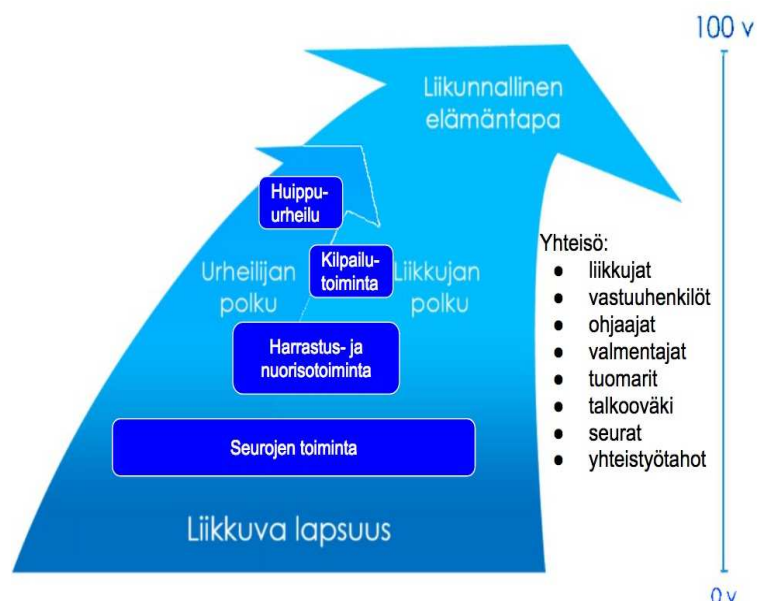 100 v
Liikunnallinen
elämäntapa
Huippu-
urheilu
Urheilijan
polku
Kilpailu-
toiminta
Liikkujan
polku
Harrastus- ja
nuorisotoiminta
Seurojen toiminta
Liikkuva lapsuus
Yhteisö:
● liikkujat
● vastuuhenkilöt
● ohjaajat
● valmentajat
● tuomarit
● talkooväki
● seurat
● yhteistyötahot
0 v